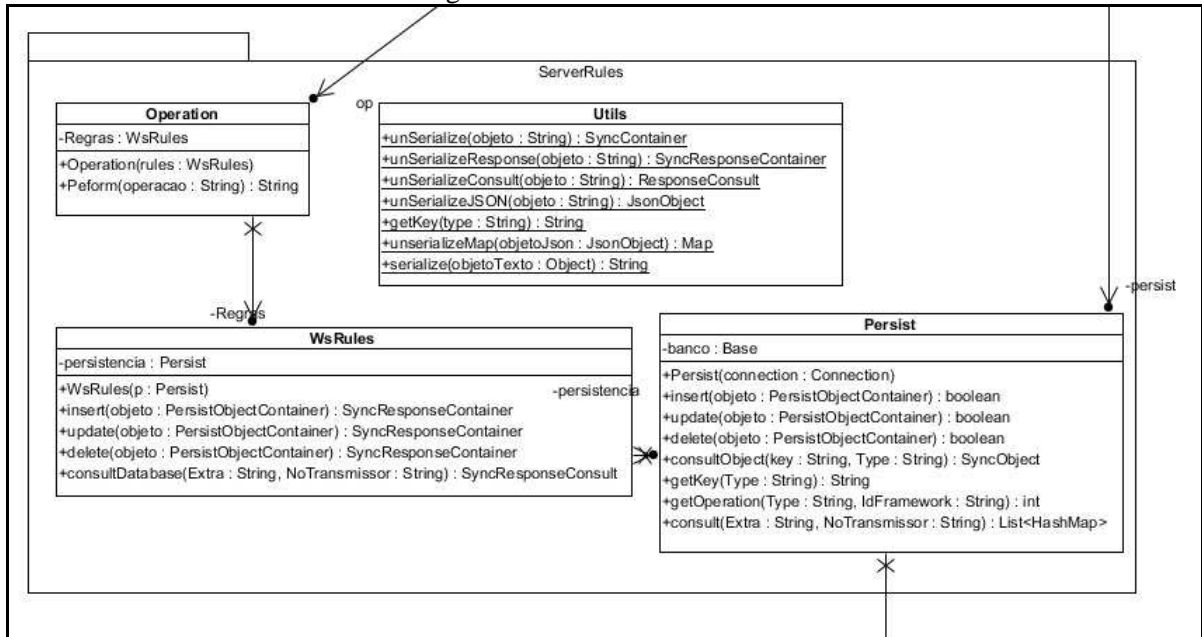 ServerRules
op
Operation
-Regras : WsRules
+Operation(rules : WsRules)
+Peform(operacao : String) : String
Utils
+unSerialize(objeto : String) : SyncContainer
+unSerializeResponse(objeto : String) : SyncResponseContainer
+unSerializeConsult(objeto : String) : ResponseConsult
+unSerializeJSON(objeto : String) : JsonObject
+getKey(type : String) : String
+unserializeMap(objetoJson : JsonObject) : Map
+serialize(objetoTexto : Object) : String
-Regras
-persist
WsRules
-persistencia : Persist
+WsRules(p : Persist)
+insert(objeto : PersistObjectContainer) : SyncResponseContainer
+update(objeto : PersistObjectContainer) : SyncResponseContainer
+delete(objeto : PersistObjectContainer) : SyncResponseContainer
+consultDatabase(Extra : String, NoTransmissor : String) : SyncResponseConsult
-persistencia
Persist
-banco : Base
+Persist(connection : Connection)
+insert(objeto : PersistObjectContainer) : boolean
+update(objeto : PersistObjectContainer) : boolean
+delete(objeto : PersistObjectContainer) : boolean
+consultObject(key : String, Type : String) : SyncObject
+getKey(Type : String) : String
+getOperation(Type : String, IdFramework : String) : int
+consult(Extra : String, NoTransmissor : String) : List<HashMap>